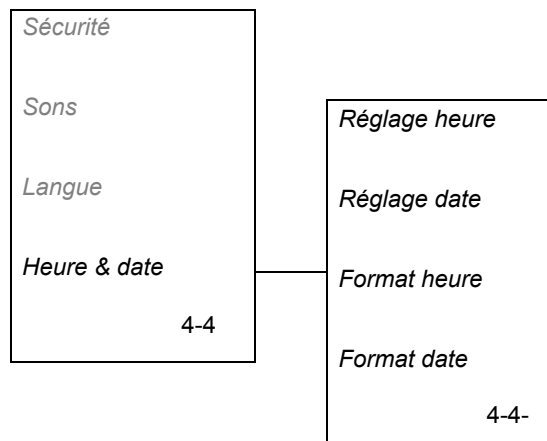 Sécurité
Sons
Langue
Heure & date
4-4
Réglage heure
Réglage date
Format heure
Format date
4-4-